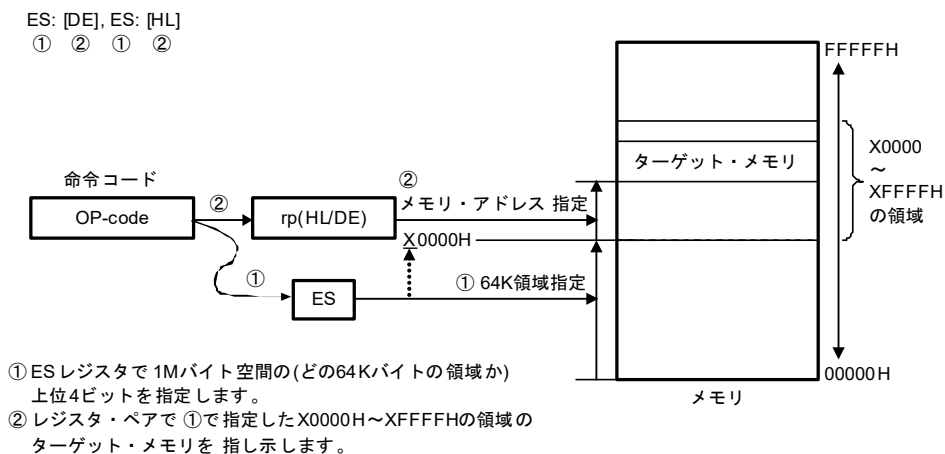 ES: [DE], ES: [HL]
① ② ① ②
FFFFFH
X0000
～
XFFFFH
の領域
ターゲット・メモリ
命令コード
OP-code
②
rp(HL/DE)
②
メモリ・アドレス 指定
X0000H
①
ES
① 64K領域指定
00000H
メモリ
① ESレジスタで 1Mバイト空間の(どの64Kバイトの領域か)
上位4ビットを指定します。
② レジスタ・ペアで ①で指定したX0000H～XFFFFHの領域の
ターゲット・メモリを 指し示します。